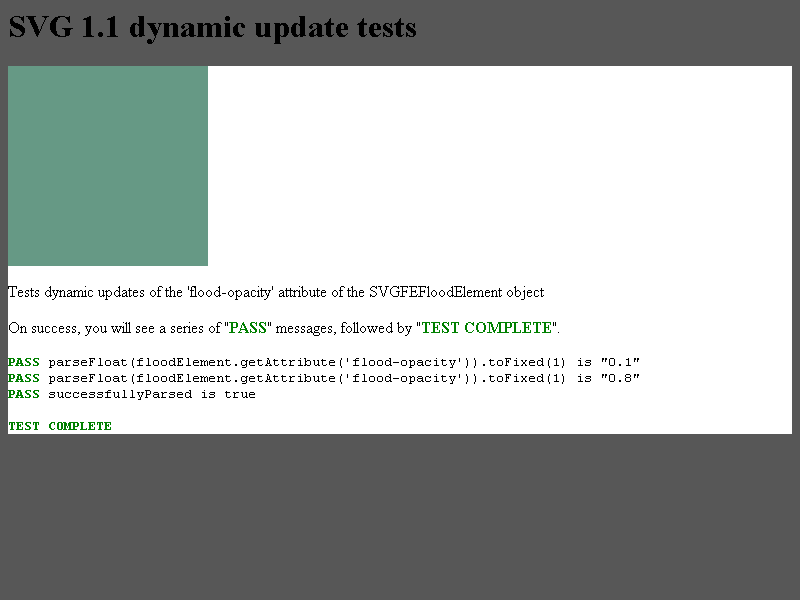 SVG 1.1 dynamic update tests
Tests dynamic updates of the 'flood-opacity' attribute of the SVGFEFloodElement object
On success, you will see a series of "PASS" messages, followed by "TEST COMPLETE".
PASS parseFloat(floodElement.getAttribute('flood-opacity')).toFixed(1) is "0.1"
PASS parseFloat(floodElement.getAttribute('flood-opacity')).toFixed(1) is "0.8"
PASS successfullyParsed is true
TEST COMPLETE